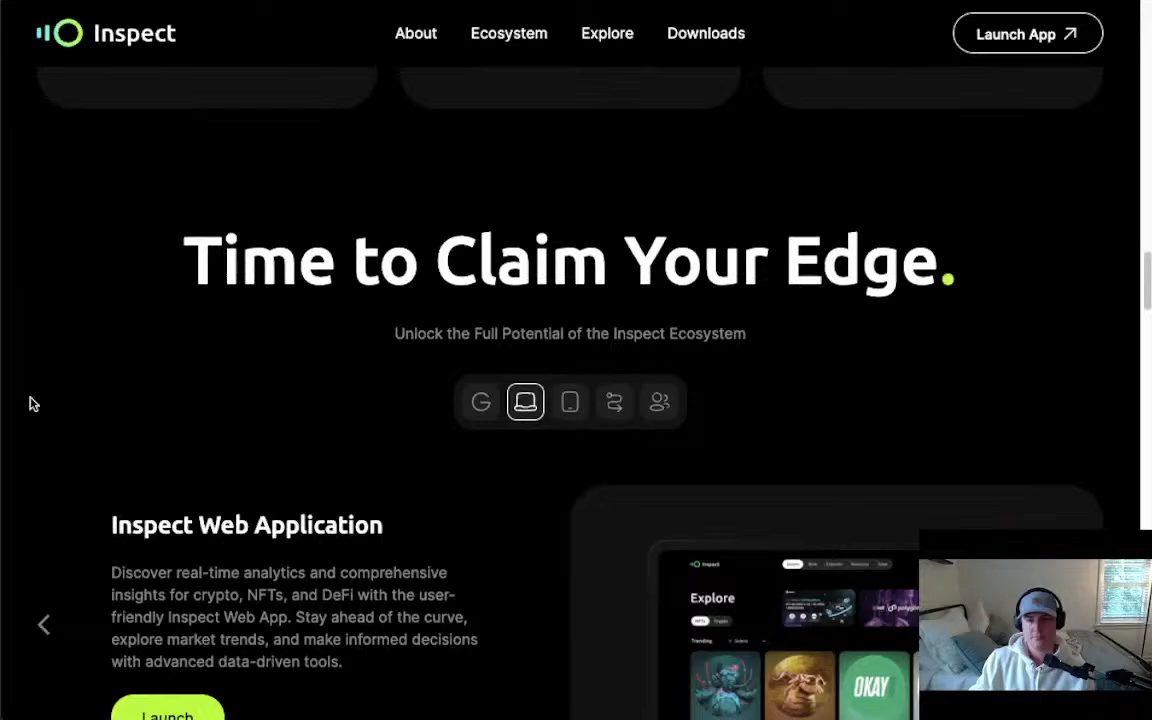 Inspect
About
Ecosystem
Explore
Downloads
Launch App
Time to Claim Your Edge.
Unlock the Full Potential of the Inspect Ecosystem
Inspect Web Application
Discover real-time analytics and comprehensive
insights for crypto, NFTs, and DeFi with the user-
friendly Inspect Web App. Stay ahead of the curve,
explore market trends, and make informed decisions
with advanced data-driven tools.
Launch
Inspect
Explore
NFTs
Trending
OKAY